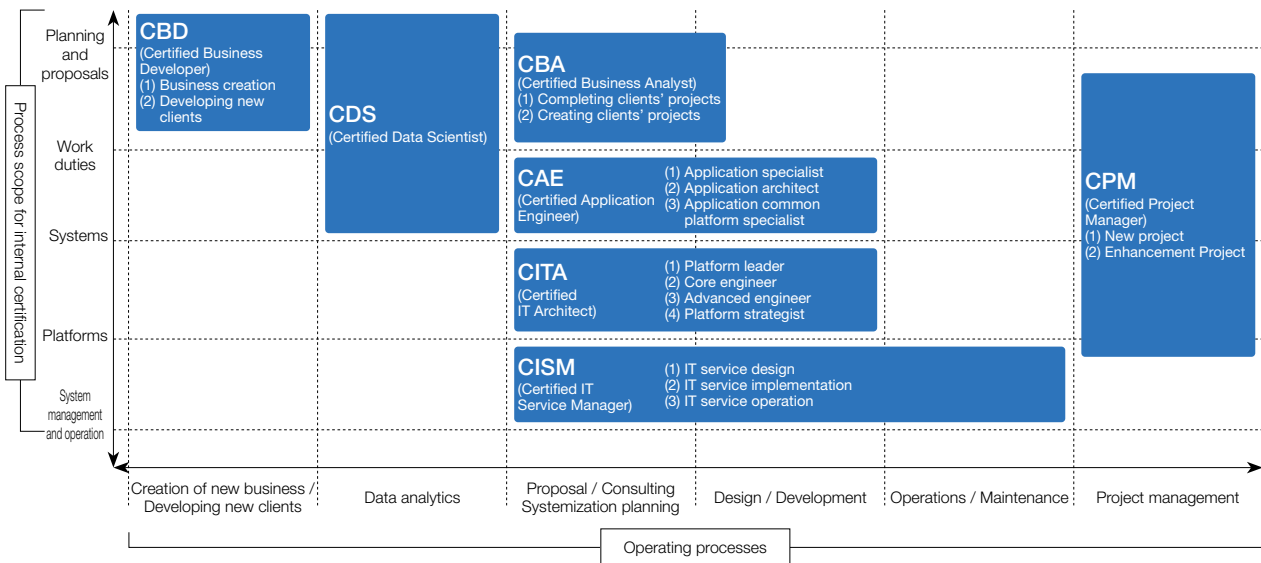 Process scope for internal certification
Planning
and
proposals
Work
duties
Systems
Platforms
System
management
and operation
CBD
(Certified Business
Developer)
(1) Business creation
(2) Developing new
clients
CDS
(Certified Data Scientist)
CBA
(Certified Business Analyst)
(1) Completing clients’ projects
(2) Creating clients’ projects
CAE
(Certified Application
Engineer)
(1) Application specialist
(2) Application architect
(3) Application common
platform specialist
CITA
(Certified
IT Architect)
(1) Platform leader
(2) Core engineer
(3) Advanced engineer
(4) Platform strategist
CISM
(Certified IT
Service Manager)
(1) IT service design
(2) IT service implementation
(3) IT service operation
CPM
(Certified Project
Manager)
(1) New project
(2) Enhancement Project
Creation of new business /
Developing new clients
Data analytics
Proposal / Consulting
Systemization planning
Design / Development
Operations / Maintenance
Project management
Operating processes